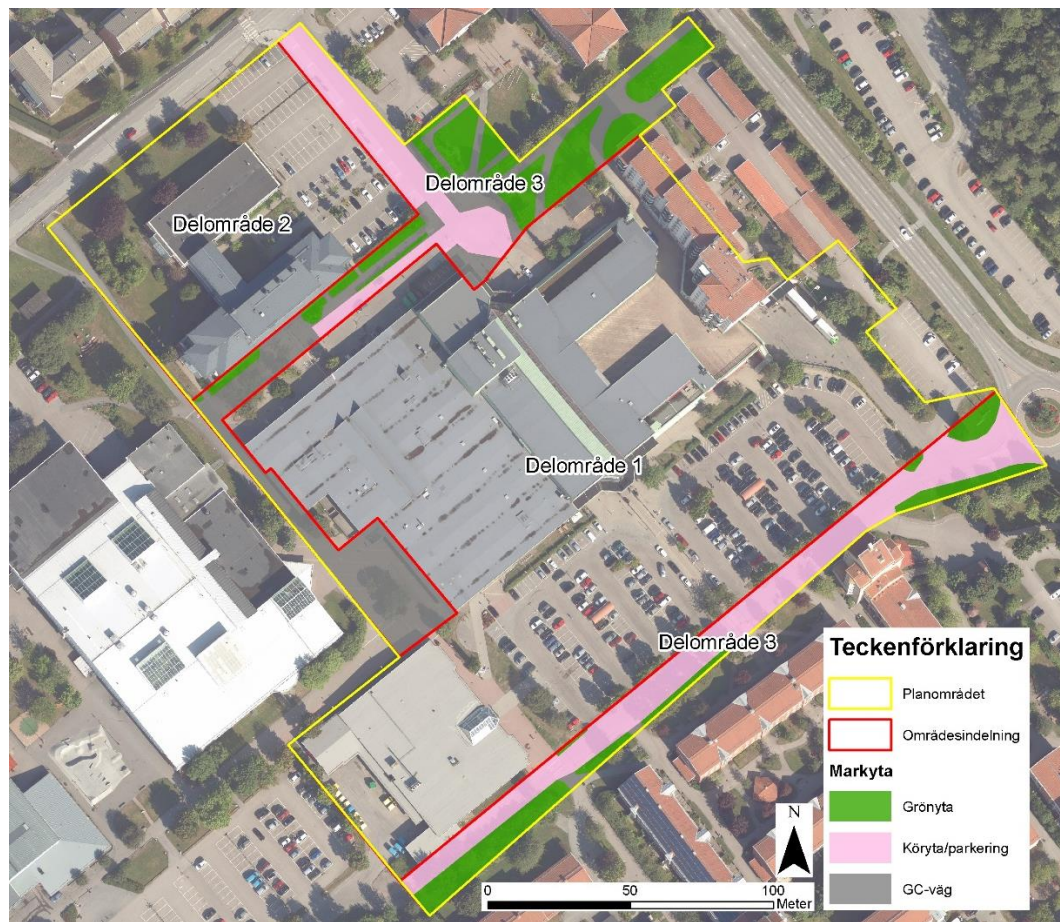 Delområde 3
Delområde 2
Delområde 1
Delområde 3
Teckenförklaring
Planområdet
Områdesindelning
Markyta
Grönyta
Köryta/parkering
GC-väg
N
0 50 100
Meter